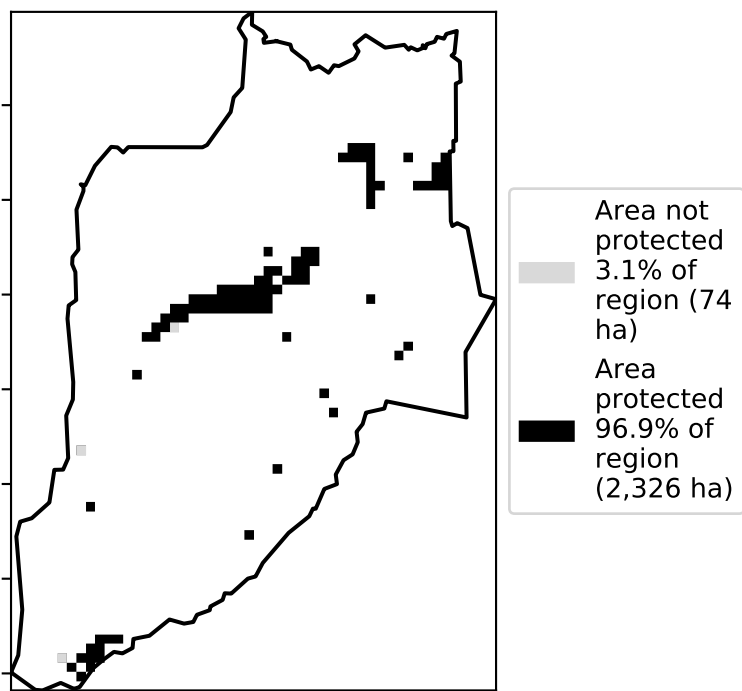 Area not
protected
3.1% of
region (74
ha)
Area
protected
96.9% of
region
(2,326 ha)